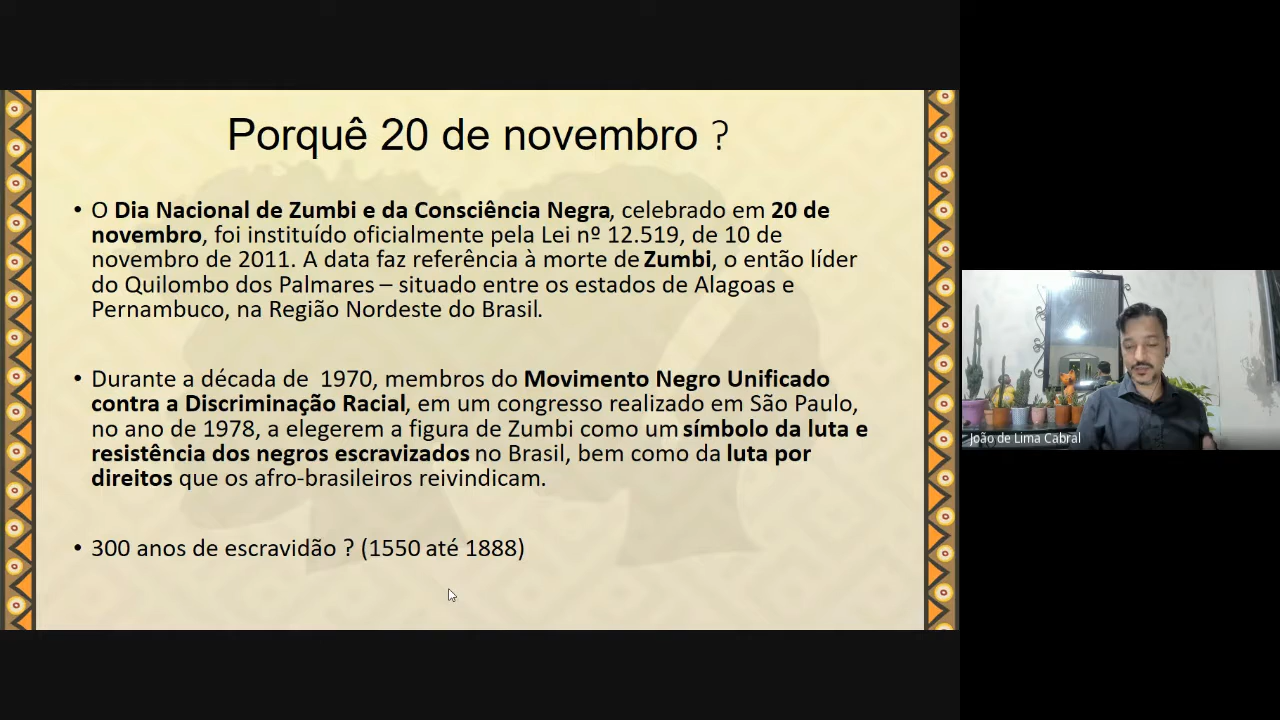 Porquê 20 de novembro ?
• O Dia Nacional de Zumbi e da Consciência Negra, celebrado em 20 de
novembro, foi instituído oficialmente pela Lei nº 12.519, de 10 de
novembro de 2011. A data faz referência à morte de Zumbi, o então líder
do Quilombo dos Palmares – situado entre os estados de Alagoas e
Pernambuco, na Região Nordeste do Brasil.
• Durante a década de 1970, membros do Movimento Negro Unificado
contra a Discriminação Racial, em um congresso realizado em São Paulo,
no ano de 1978, a elegerem a figura de Zumbi como um símbolo da luta e
resistência dos negros escravizados no Brasil, bem como da luta por
direitos que os afro-brasileiros reivindicam.
• 300 anos de escravidão ? (1550 até 1888)
João de Lima Cabral